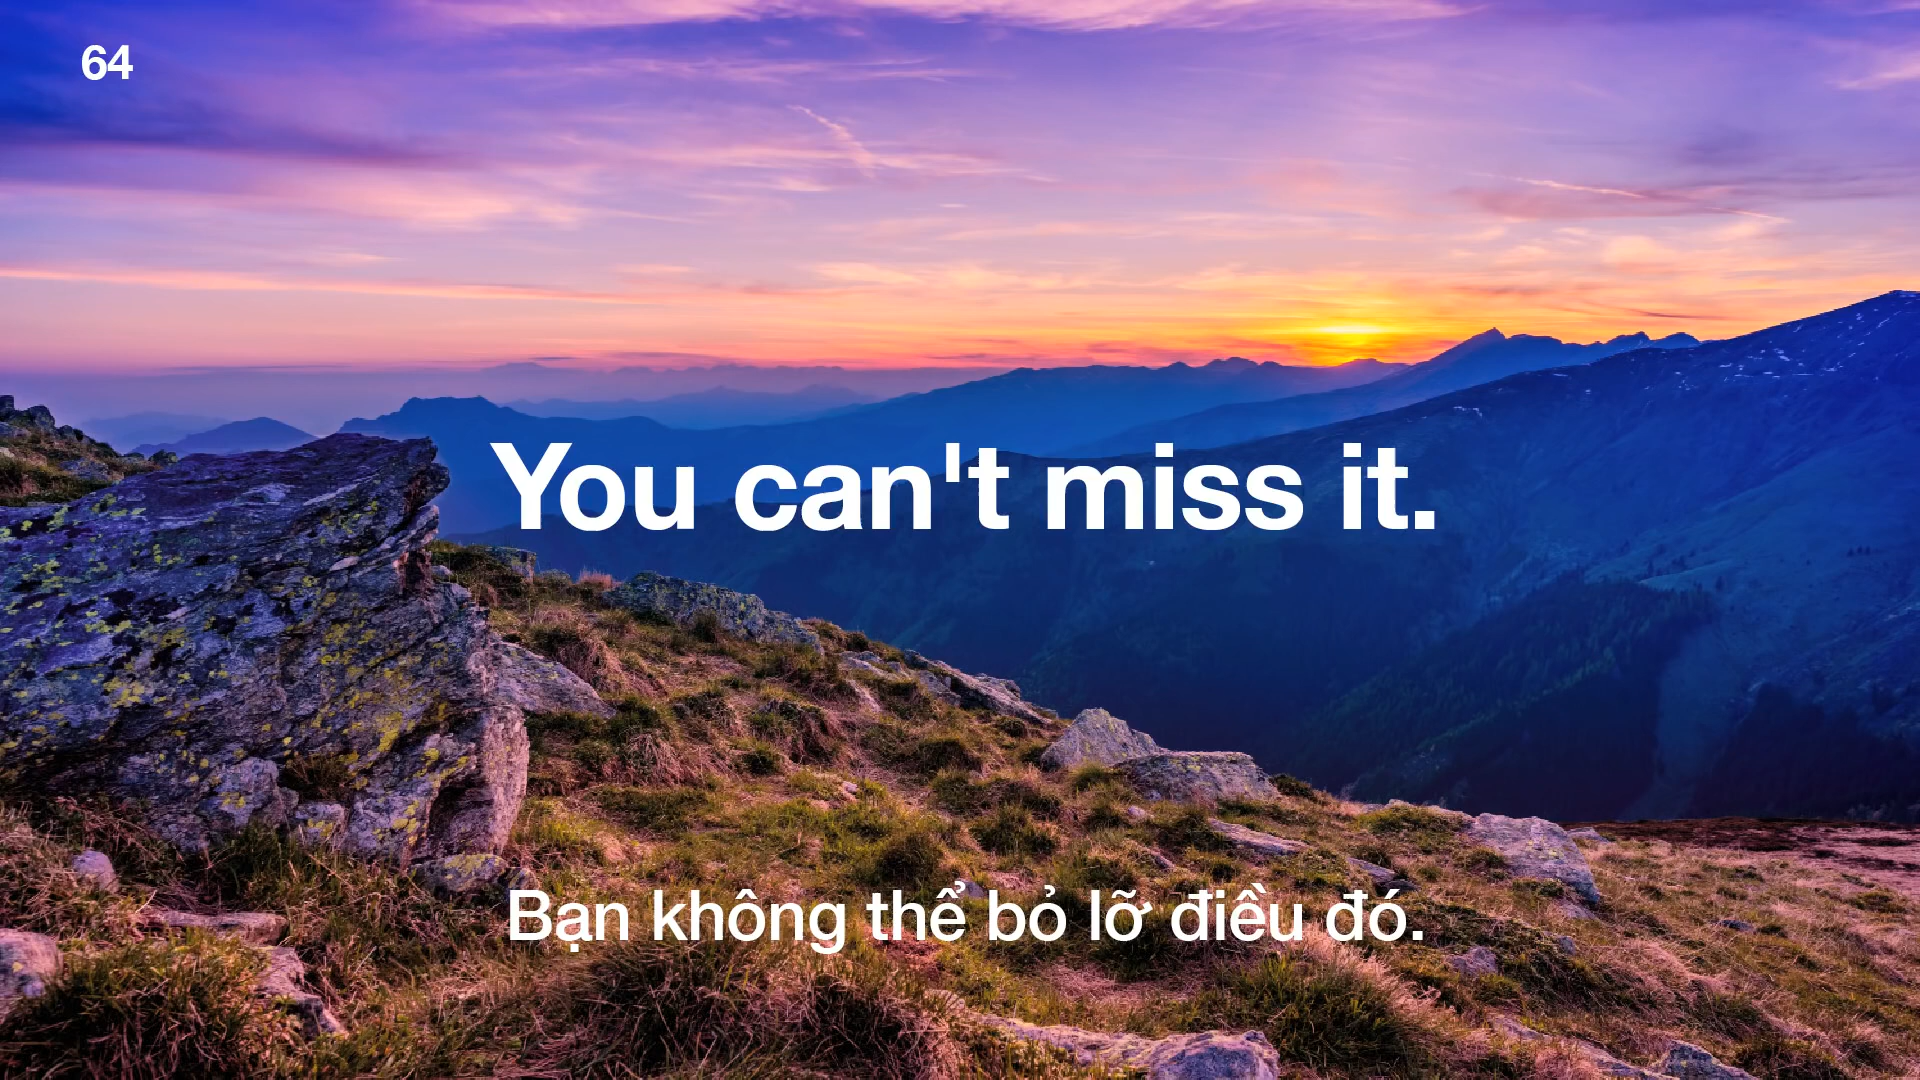 64
You can't miss it.
Bạn không thể bỏ lỡ điều đó.